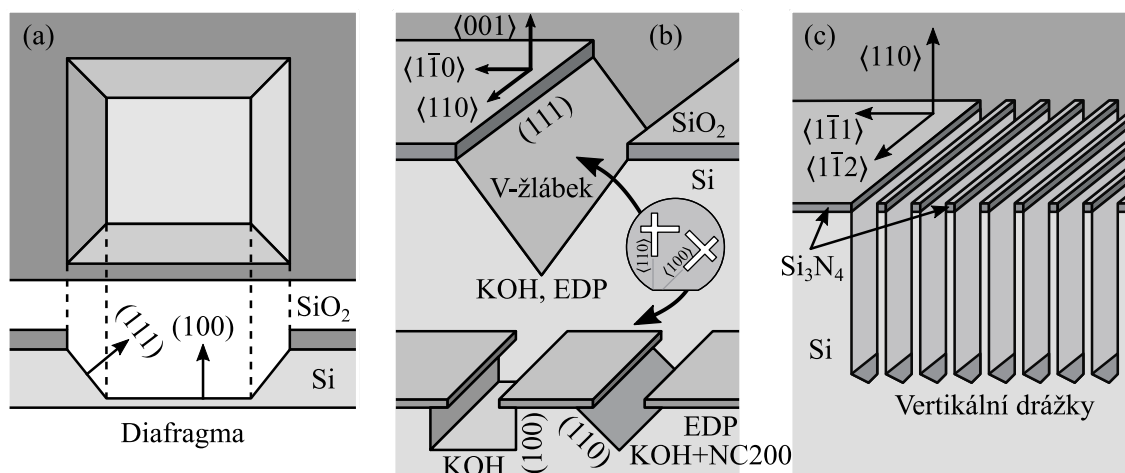 (a)
SiO₂
(111)
(100)
Si
Diafragma
(b)
⟨001⟩
⟨11̄0⟩
⟨110⟩
(111)
SiO₂
Si
V-žlábek
⟨110⟩
⟨100⟩
KOH, EDP
KOH
(100)
(110)
EDP
KOH+NC200
(c)
⟨110⟩
⟨11̄1⟩
⟨11̄2⟩
Si₃N₄
Si
Vertikální drážky